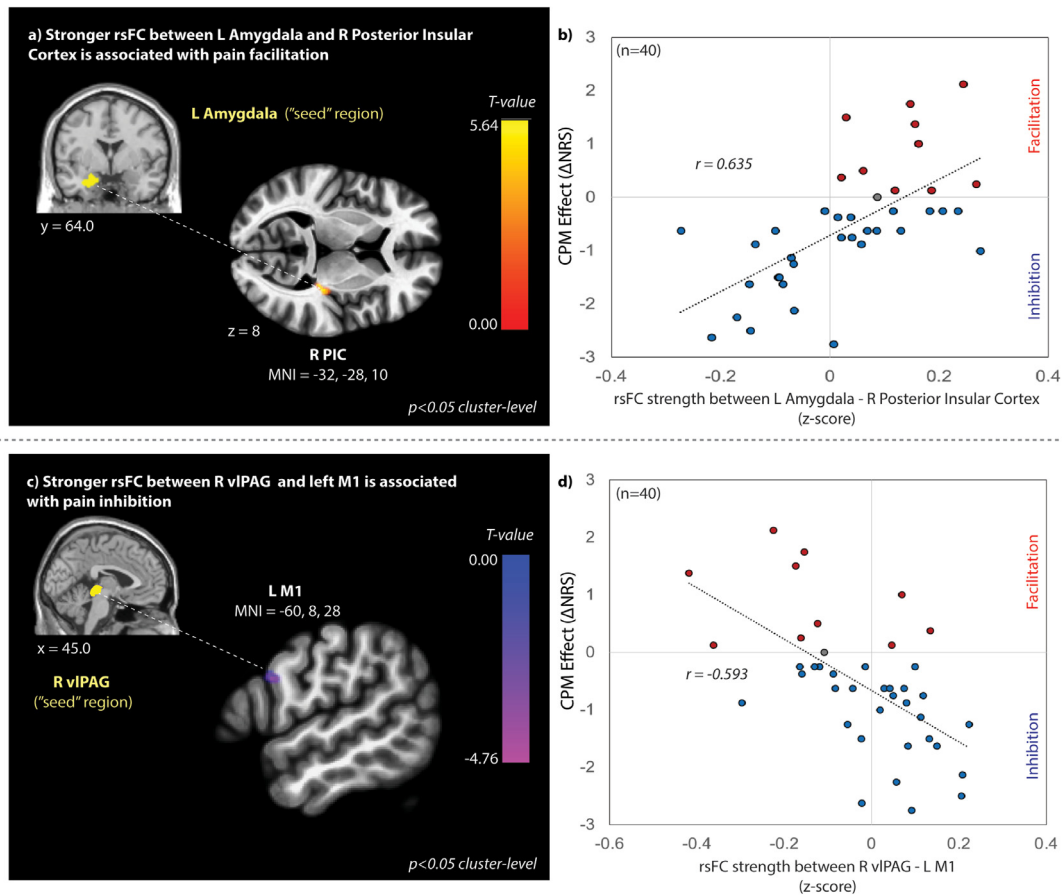 a) Stronger rsFC between L Amygdala and R Posterior Insular
Cortex is associated with pain facilitation
L Amygdala ("seed" region)
T-value
5.64
0.00
y = 64.0
z = 8
R PIC
MNI = -32, -28, 10
p<0.05 cluster-level
b)
(n=40)
3
2
1
0
-1
-2
-3
CPM Effect (ΔNRS)
r = 0.635
Facilitation
Inhibition
-0.4
-0.2
0
0.2
0.4
rsFC strength between L Amygdala - R Posterior Insular Cortex
(z-score)
c) Stronger rsFC between R vlPAG and left M1 is associated
with pain inhibition
T-value
0.00
-4.76
L M1
MNI = -60, 8, 28
x = 45.0
R vlPAG
("seed" region)
p<0.05 cluster-level
d)
(n=40)
3
2
1
0
-1
-2
-3
CPM Effect (ΔNRS)
r = -0.593
Facilitation
Inhibition
-0.6
-0.4
-0.2
0
0.2
0.4
rsFC strength between R vlPAG - L M1
(z-score)